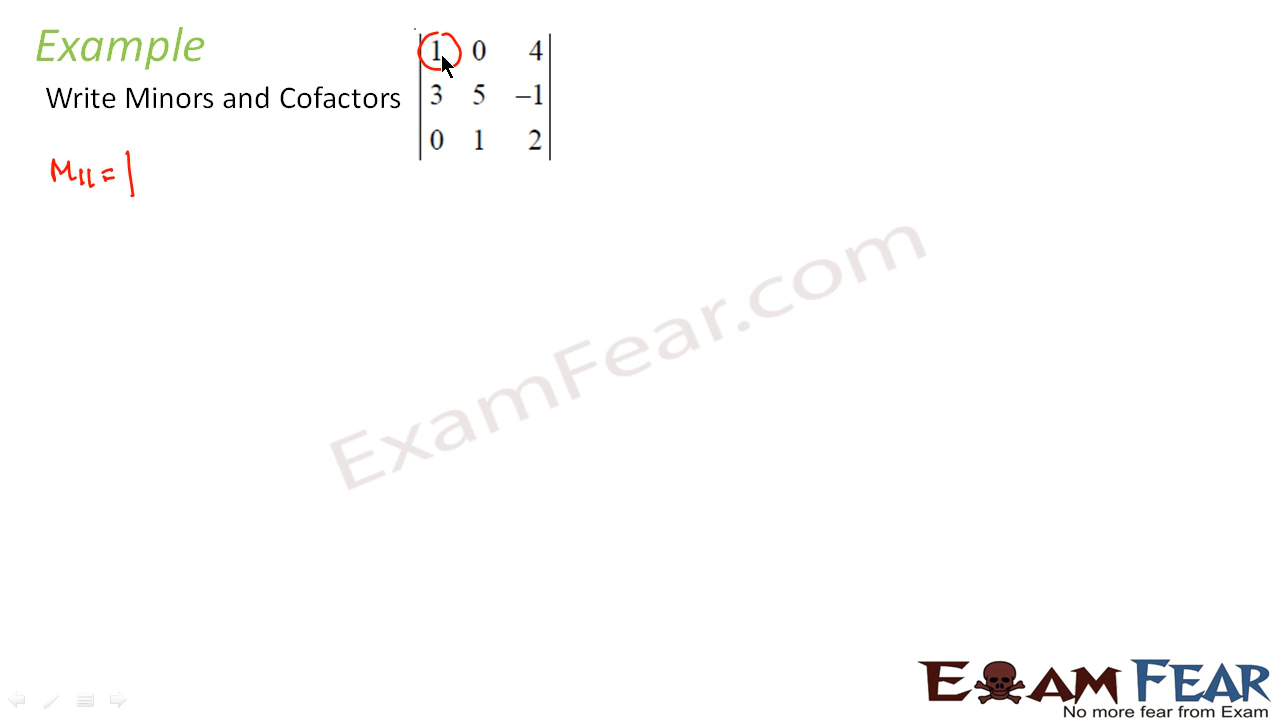 Example
Write Minors and Cofactors
1 0 4
3 5 –1
0 1 2
M11 = |
ExamFear.com
EXAM FEAR
No more fear from Exam